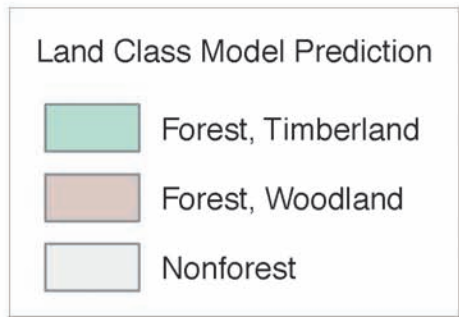 Land Class Model Prediction
Forest, Timberland
Forest, Woodland
Nonforest